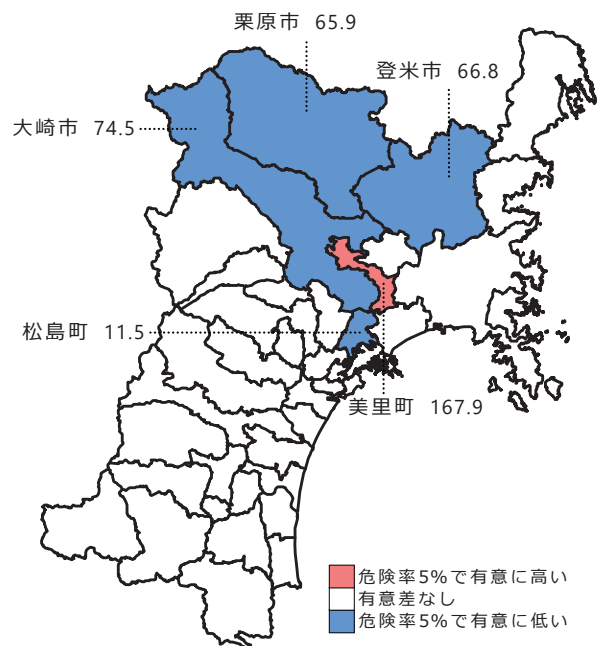 栗原市 65.9
登米市 66.8
大崎市 74.5
松島町 11.5
美里町 167.9
危険率5%で有意に高い
有意差なし
危険率5%で有意に低い